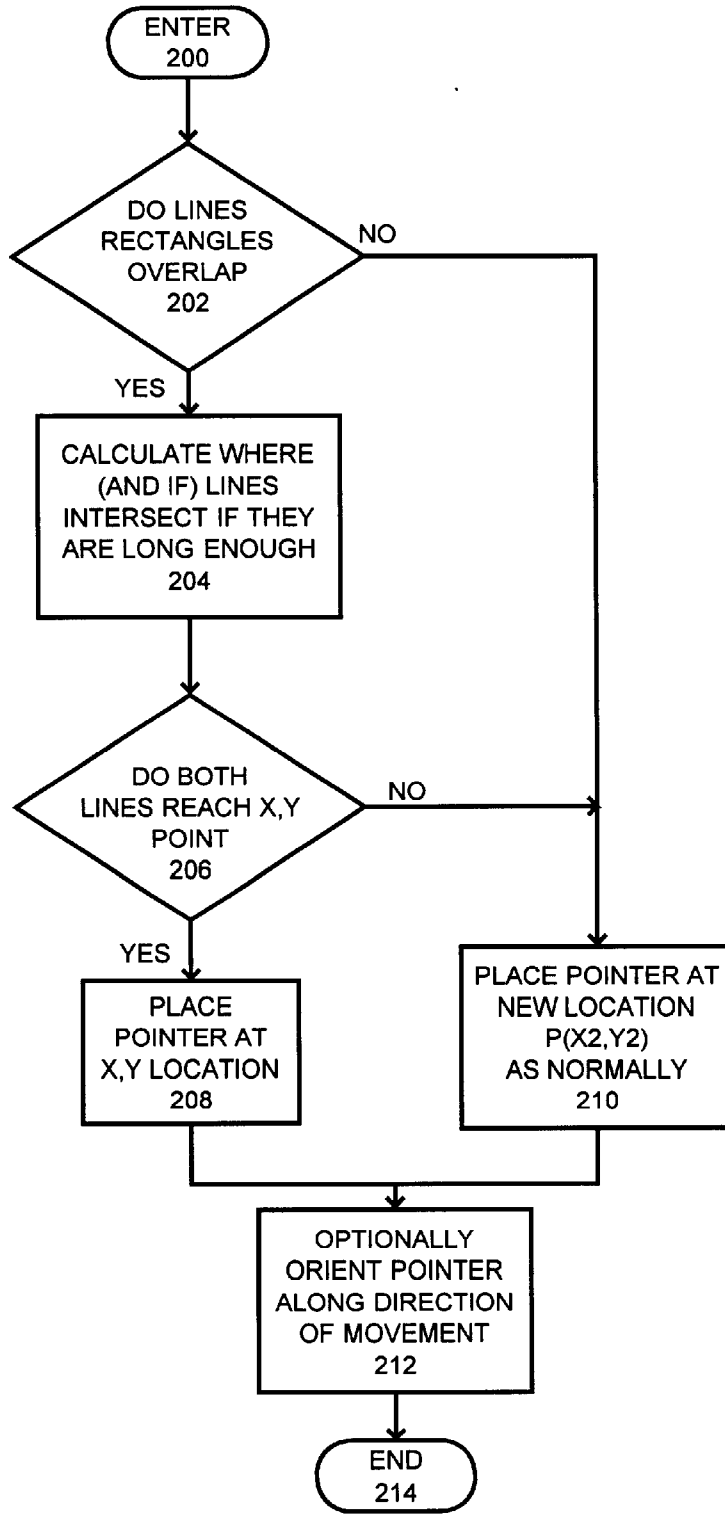 ENTER
200
DO LINES
RECTANGLES
OVERLAP
202
NO
YES
CALCULATE WHERE
(AND IF) LINES
INTERSECT IF THEY
ARE LONG ENOUGH
204
DO BOTH
LINES REACH X,Y
POINT
206
NO
YES
PLACE
POINTER AT
X,Y LOCATION
208
PLACE POINTER AT
NEW LOCATION
P(X2,Y2)
AS NORMALLY
210
OPTIONALLY
ORIENT POINTER
ALONG DIRECTION
OF MOVEMENT
212
END
214